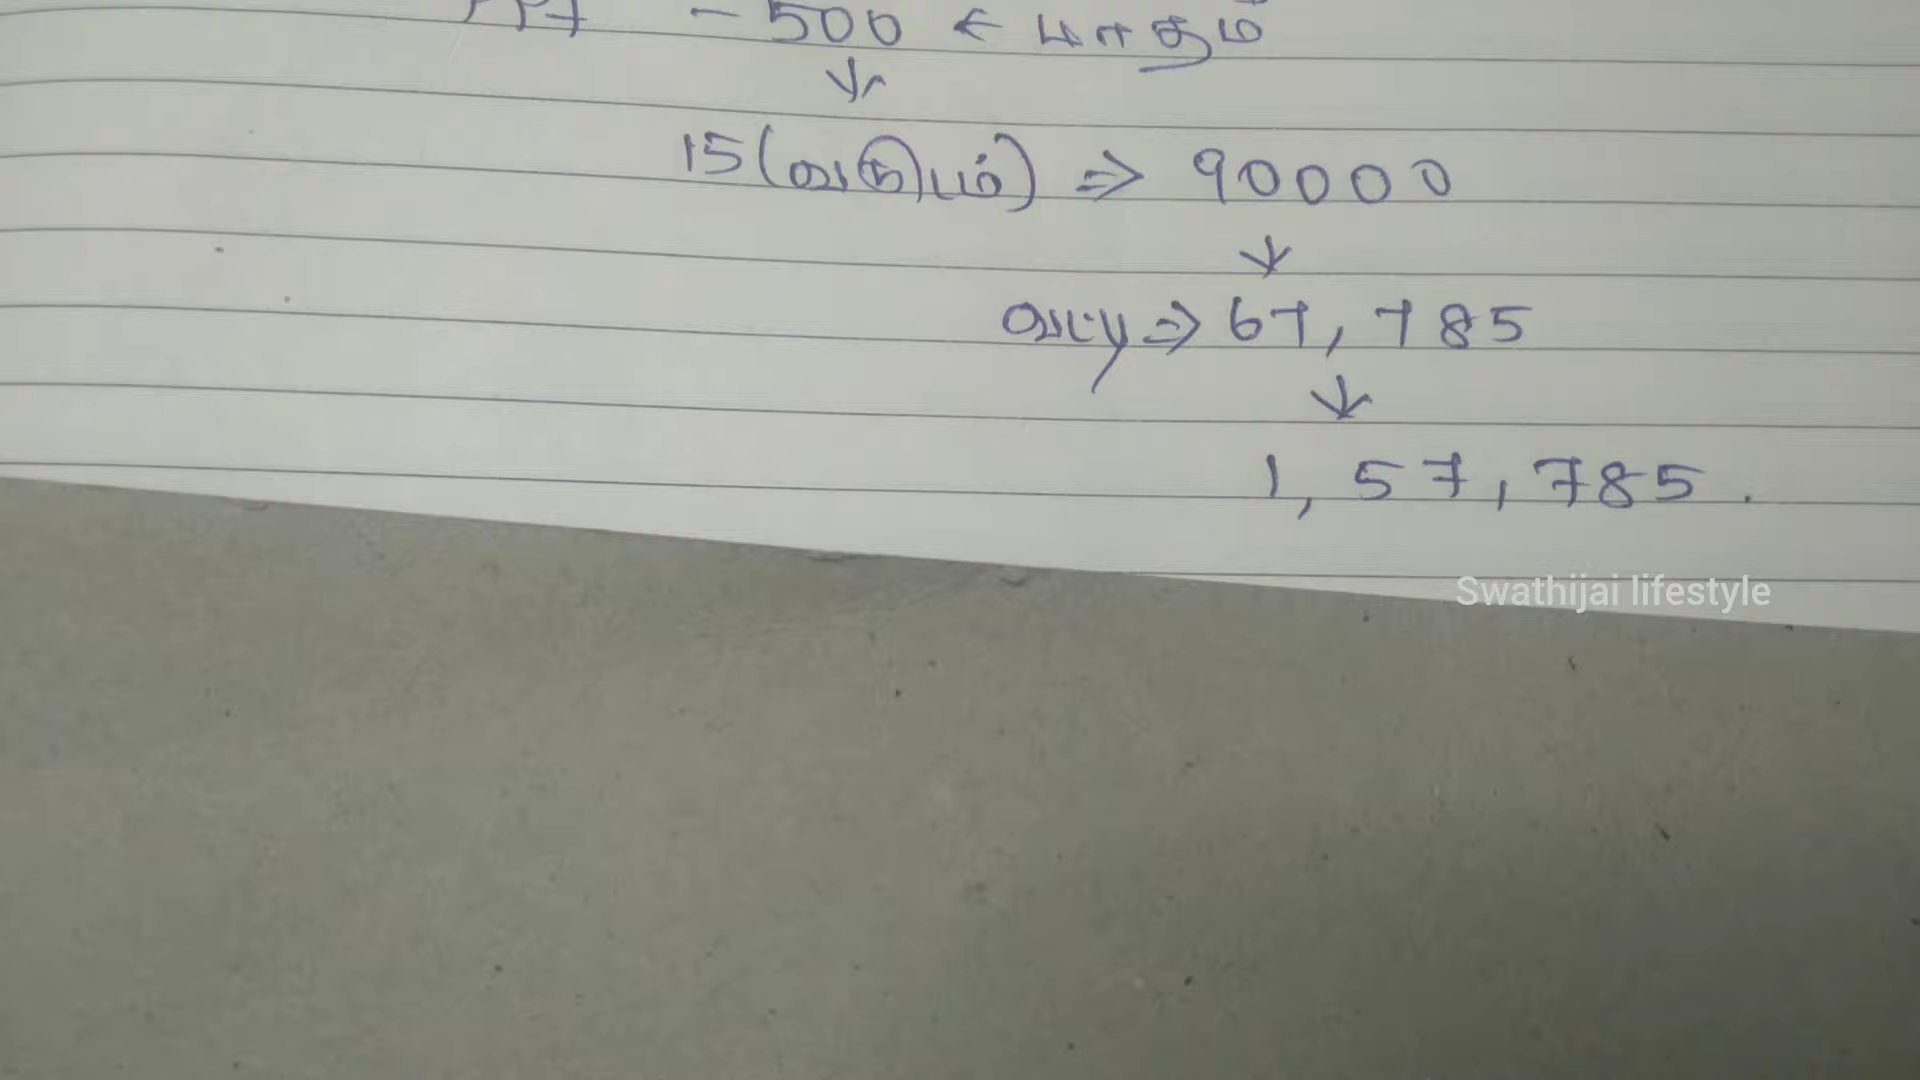 PPF - 500 ← மாதம்
15(வருடம்) ⇒ 90000
வட்டி ⇒ 67,785
1,57,785.
Swathijai lifestyle